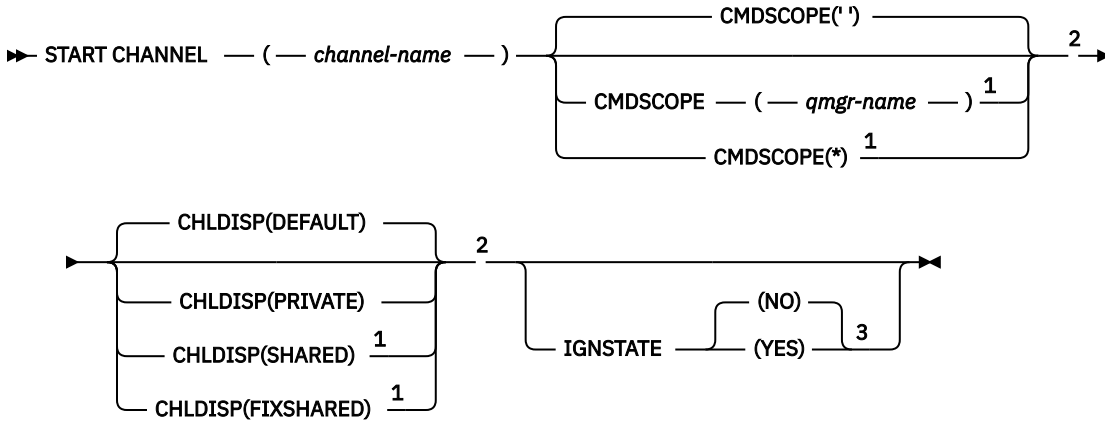 CMDSCOPE(' ')
START CHANNEL ( channel-name ) 2
CMDSCOPE ( qmgr-name ) 1
CMDSCOPE(*) 1
CHLDISP(DEFAULT)
2
CHLDISP(PRIVATE)
CHLDISP(SHARED) 1
CHLDISP(FIXSHARED) 1
(NO)
IGNSTATE (YES) 3